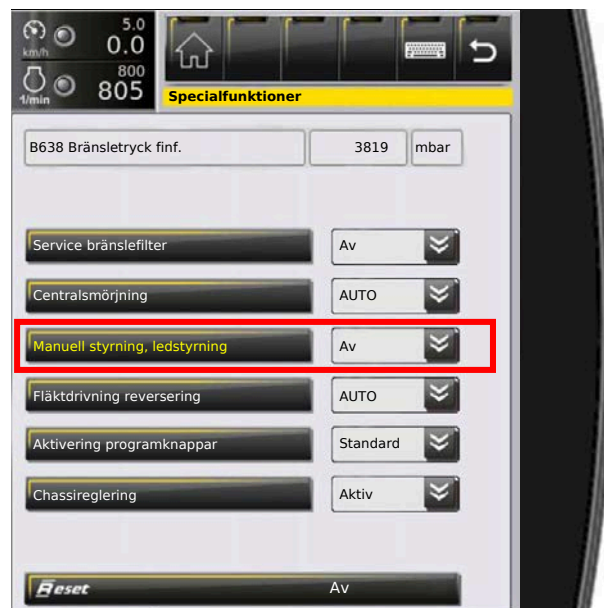 5.0
km/h 0.0
800
1/min 805
Specialfunktioner
B638 Bränsletryck finf. 3819 mbar
Service bränslefilter Av
Centralsmörjning AUTO
Manuell styrning, ledstyrning Av
Fläktdrivning reversering AUTO
Aktivering programknappar Standard
Chassireglering Aktiv
Reset Av